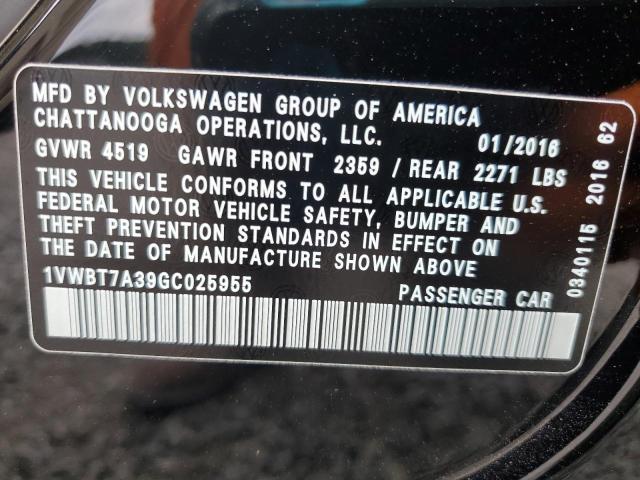 MFD BY VOLKSWAGEN GROUP OF AMERICA
CHATTANOOGA OPERATIONS, LLC. 01/2016
GVWR 4519 GAWR FRONT 2359 / REAR 2271 LBS
THIS VEHICLE CONFORMS TO ALL APPLICABLE U.S.
FEDERAL MOTOR VEHICLE SAFETY, BUMPER AND
THEFT PREVENTION STANDARDS IN EFFECT ON
THE DATE OF MANUFACTURE SHOWN ABOVE.
1VWBT7A39GC025955 PASSENGER CAR
0340115 2016 62